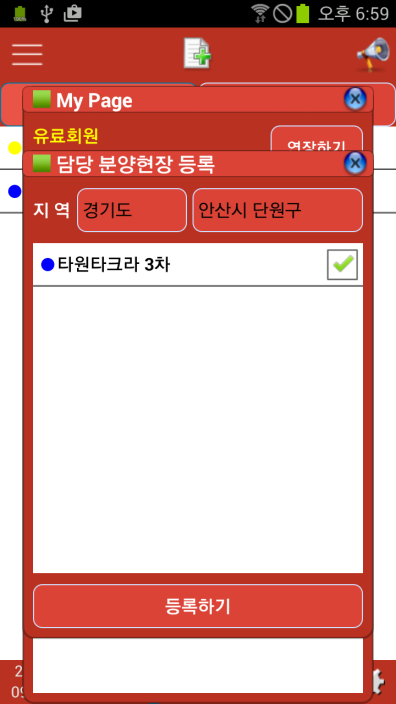 오후 6:59
My Page
유료회원
연장하기
담당 분양현장 등록
지 역 경기도 안산시 단원구
타원타크라 3차
등록하기